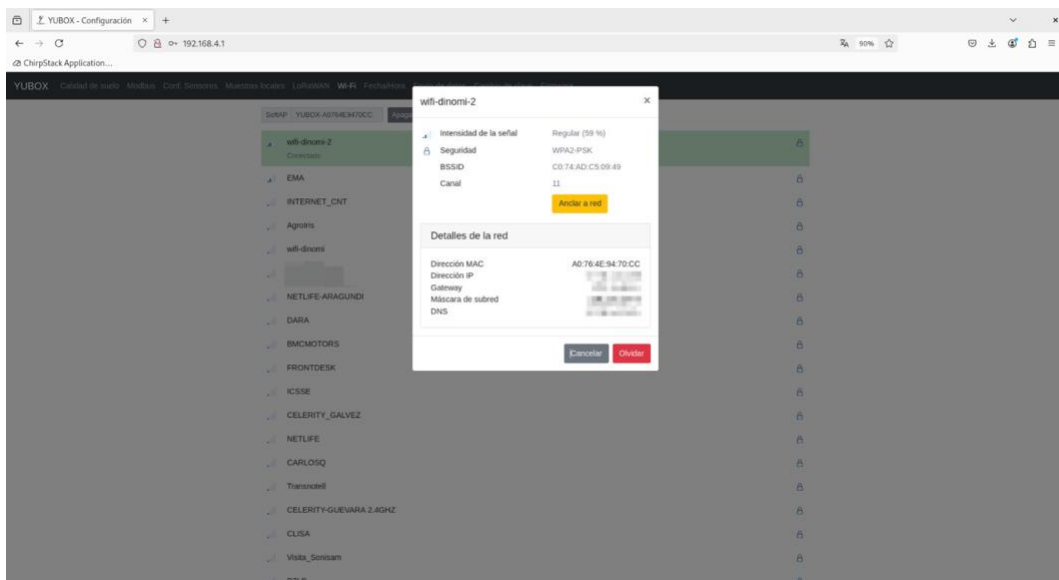 YUBOX - Configuración
192.168.4.1
90%
ChirpStack Application...
YUBOX Calidad de suelo Modbus Conf. Sensores Muestras locales LoRaWAN Wi-Fi Fecha/Hora
SoftAP YUBOX-A0764E9470CC
wifi-dinomi-2
Conectado
EMA
INTERNET_CNT
AgroIris
wifi-dinomi
NETLIFE-ARAGUNDI
DARA
BMCMOTORS
FRONTDESK
ICSSE
CELERITY_GALVEZ
NETLIFE
CARLOSQ
Transnotell
CELERITY-GUEVARA 2.4GHZ
CLISA
Visita_Sonisam
wifi-dinomi-2
Intensidad de la señal Regular (59 %)
Seguridad WPA2-PSK
BSSID C0:74:AD:C5:09:49
Canal 11
Anclar a red
Detalles de la red
Dirección MAC A0:76:4E:94:70:CC
Dirección IP
Gateway
Máscara de subred
DNS
Cancelar Olvidar